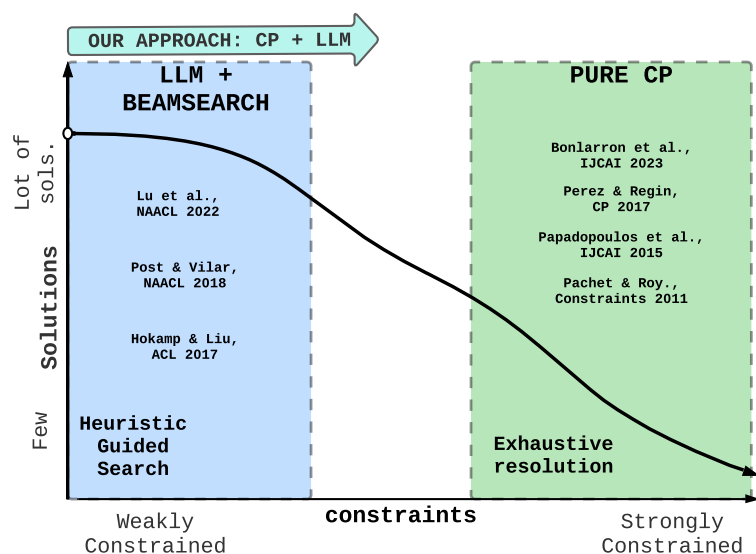 OUR APPROACH: CP + LLM
LLM +
BEAMSEARCH
Lu et al.,
NAACL 2022
Post & Vilar,
NAACL 2018
Hokamp & Liu,
ACL 2017
Heuristic
Guided
Search
PURE CP
Bonlarron et al.,
IJCAI 2023
Perez & Regin,
CP 2017
Papadopoulos et al.,
IJCAI 2015
Pachet & Roy.,
Constraints 2011
Exhaustive
resolution
Lot of
sols.
Solutions
Few
constraints
Weakly
Constrained
Strongly
Constrained